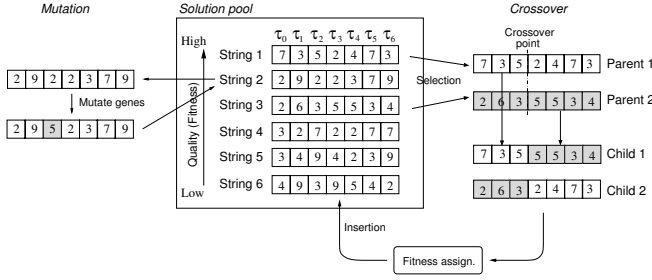 Mutation
Solution pool
Crossover
τ0 τ1 τ2 τ3 τ4 τ5 τ6
High
Quality (Fitness)
Low
String 1 7 3 5 2 4 7 3
String 2 2 9 2 2 3 7 9
String 3 2 6 3 5 5 3 4
String 4 3 2 7 2 2 7 7
String 5 3 4 9 4 2 3 9
String 6 4 9 3 9 5 4 2
2 9 2 2 3 7 9
Mutate genes
2 9 5 2 3 7 9
Selection
Crossover
point
7 3 5 2 4 7 3 Parent 1
2 6 3 5 5 3 4 Parent 2
7 3 5 5 5 3 4 Child 1
2 6 3 2 4 7 3 Child 2
Insertion
Fitness assign.